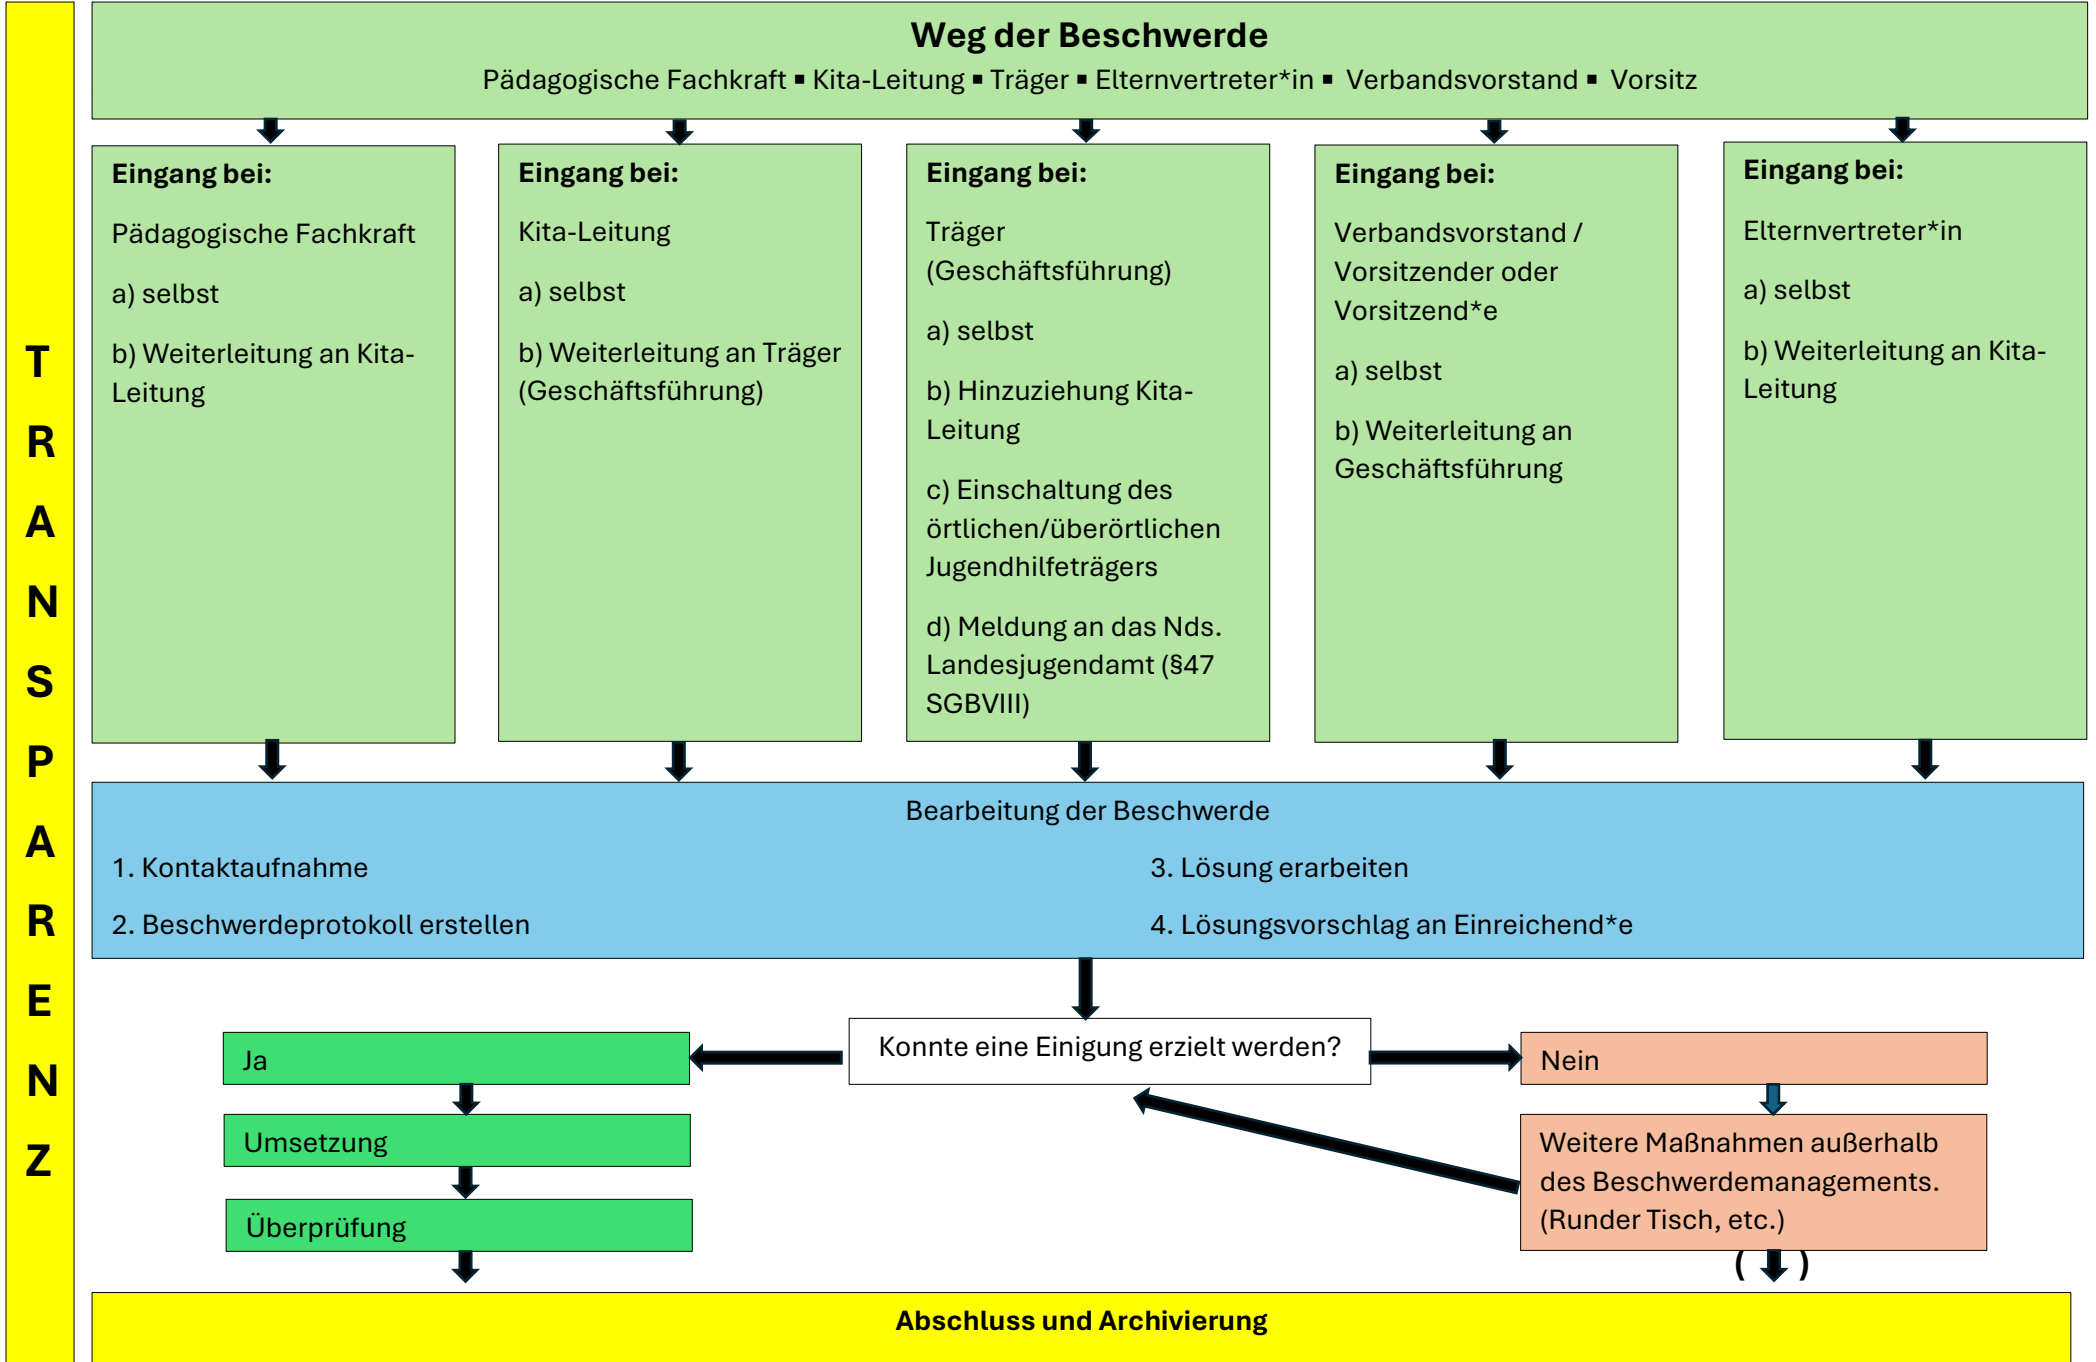 T
R
A
N
S
P
A
R
E
N
Z
Weg der Beschwerde
Pädagogische Fachkraft ▪ Kita-Leitung ▪ Träger ▪ Elternvertreter*in ▪ Verbandsvorstand ▪ Vorsitz
Eingang bei:
Pädagogische Fachkraft
a) selbst
b) Weiterleitung an Kita-
Leitung
Eingang bei:
Kita-Leitung
a) selbst
b) Weiterleitung an Träger
(Geschäftsführung)
Eingang bei:
Träger
(Geschäftsführung)
a) selbst
b) Hinzuziehung Kita-
Leitung
c) Einschaltung des
örtlichen/überörtlichen
Jugendhilfeträgers
d) Meldung an das Nds.
Landesjugendamt (§47
SGBVIII)
Eingang bei:
Verbandsvorstand /
Vorsitzender oder
Vorsitzend*e
a) selbst
b) Weiterleitung an
Geschäftsführung
Eingang bei:
Elternvertreter*in
a) selbst
b) Weiterleitung an Kita-
Leitung
Bearbeitung der Beschwerde
1. Kontaktaufnahme
2. Beschwerdeprotokoll erstellen
3. Lösung erarbeiten
4. Lösungsvorschlag an Einreichend*e
Konnte eine Einigung erzielt werden?
Ja
Umsetzung
Überprüfung
Nein
Weitere Maßnahmen außerhalb
des Beschwerdemanagements.
(Runder Tisch, etc.)
( )
Abschluss und Archivierung